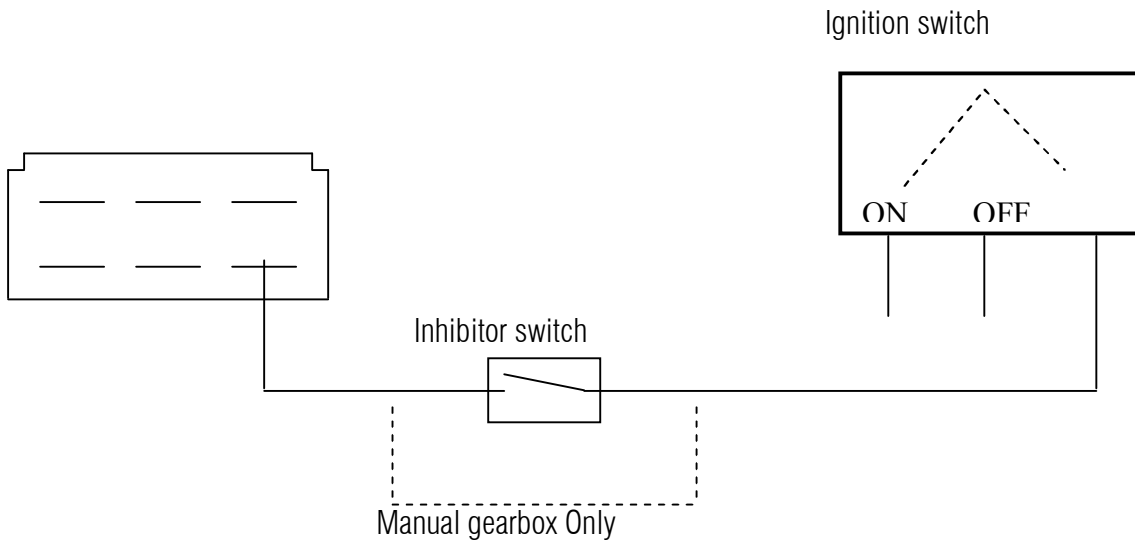 Ignition switch
ON OFF
Inhibitor switch
Manual gearbox Only